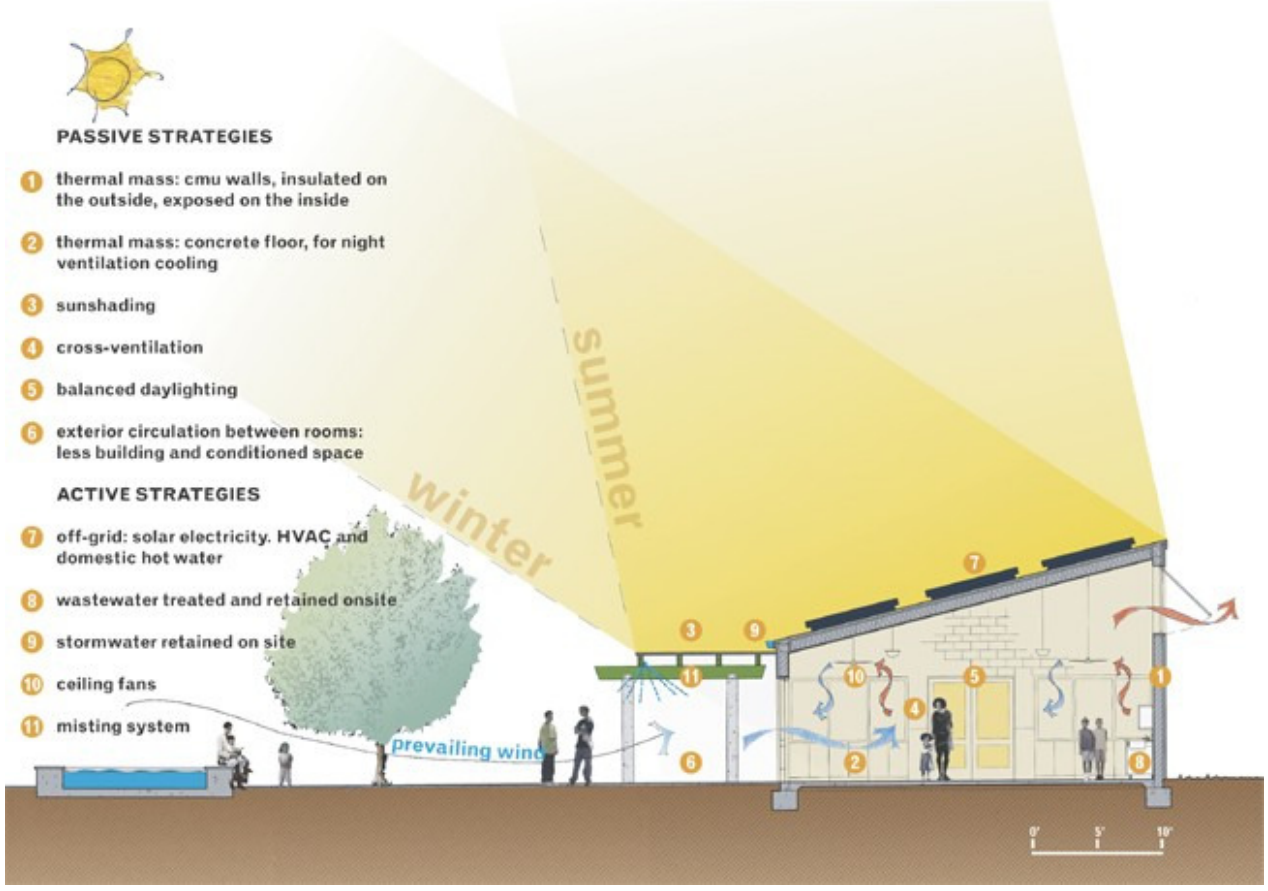 PASSIVE STRATEGIES
1 thermal mass: cmu walls, insulated on
the outside, exposed on the inside
2 thermal mass: concrete floor, for night
ventilation cooling
3 sunshading
4 cross-ventilation
5 balanced daylighting
6 exterior circulation between rooms:
less building and conditioned space
ACTIVE STRATEGIES
7 off-grid: solar electricity. HVAC and
domestic hot water
8 wastewater treated and retained onsite
9 stormwater retained on site
10 ceiling fans
11 misting system
summer
winter
prevailing wind
7
3
9
11
10
5
1
4
6
2
8
0'
5'
10'